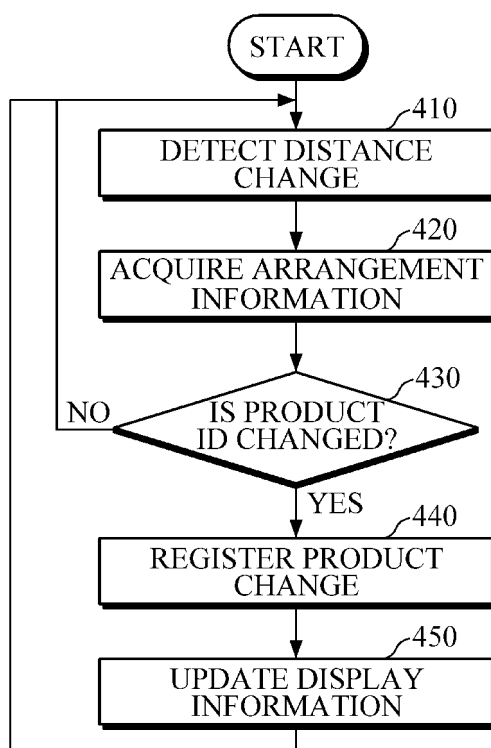 START
410
DETECT DISTANCE
CHANGE
420
ACQUIRE ARRANGEMENT
INFORMATION
430
IS PRODUCT
ID CHANGED?
NO
YES
440
REGISTER PRODUCT
CHANGE
450
UPDATE DISPLAY
INFORMATION